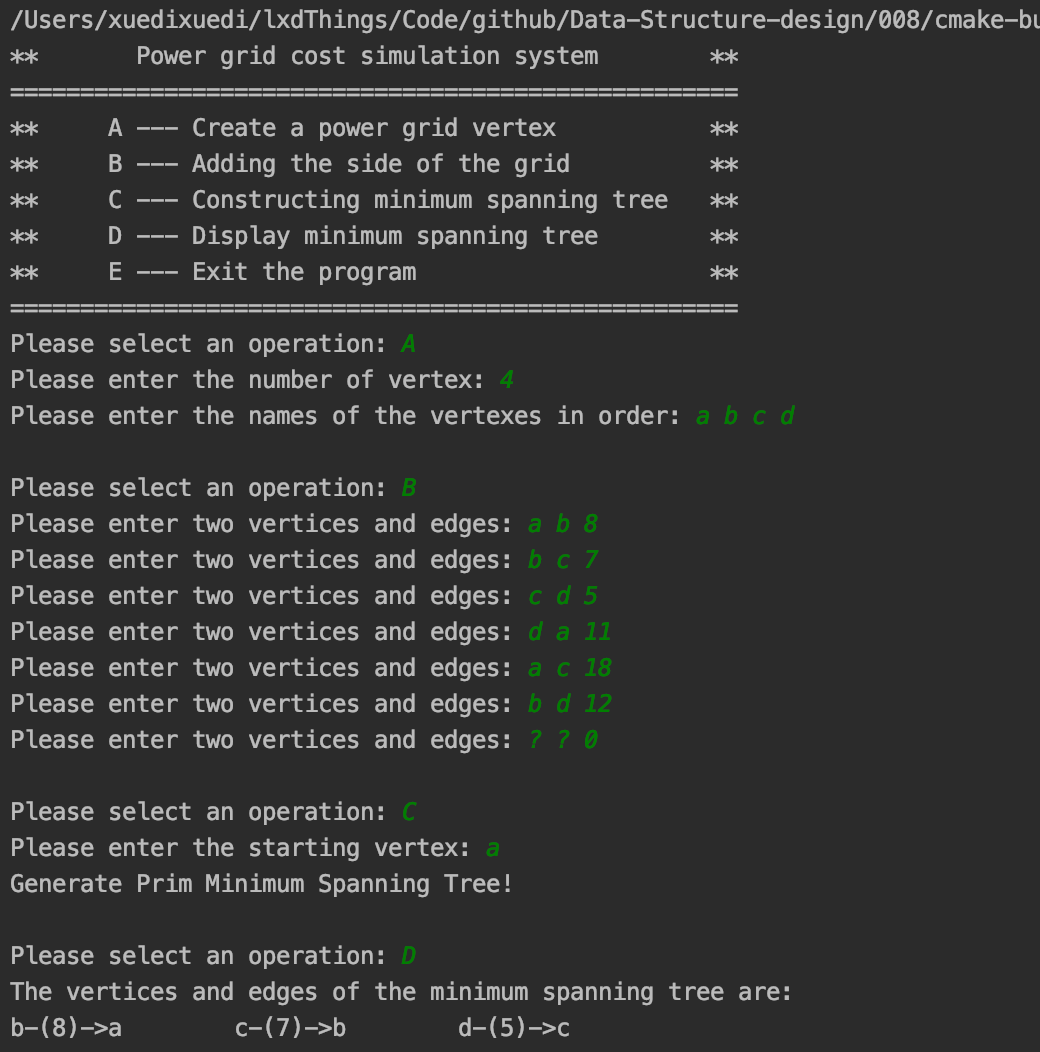 /Users/xuedixuedi/lxdThings/Code/github/Data-Structure-design/008/cmake-bu
** Power grid cost simulation system **
====================================================
** A --- Create a power grid vertex **
** B --- Adding the side of the grid **
** C --- Constructing minimum spanning tree **
** D --- Display minimum spanning tree **
** E --- Exit the program **
====================================================
Please select an operation: A
Please enter the number of vertex: 4
Please enter the names of the vertexes in order: a b c d
Please select an operation: B
Please enter two vertices and edges: a b 8
Please enter two vertices and edges: b c 7
Please enter two vertices and edges: c d 5
Please enter two vertices and edges: d a 11
Please enter two vertices and edges: a c 18
Please enter two vertices and edges: b d 12
Please enter two vertices and edges: ? ? 0
Please select an operation: C
Please enter the starting vertex: a
Generate Prim Minimum Spanning Tree!
Please select an operation: D
The vertices and edges of the minimum spanning tree are:
b-(8)->a c-(7)->b d-(5)->c